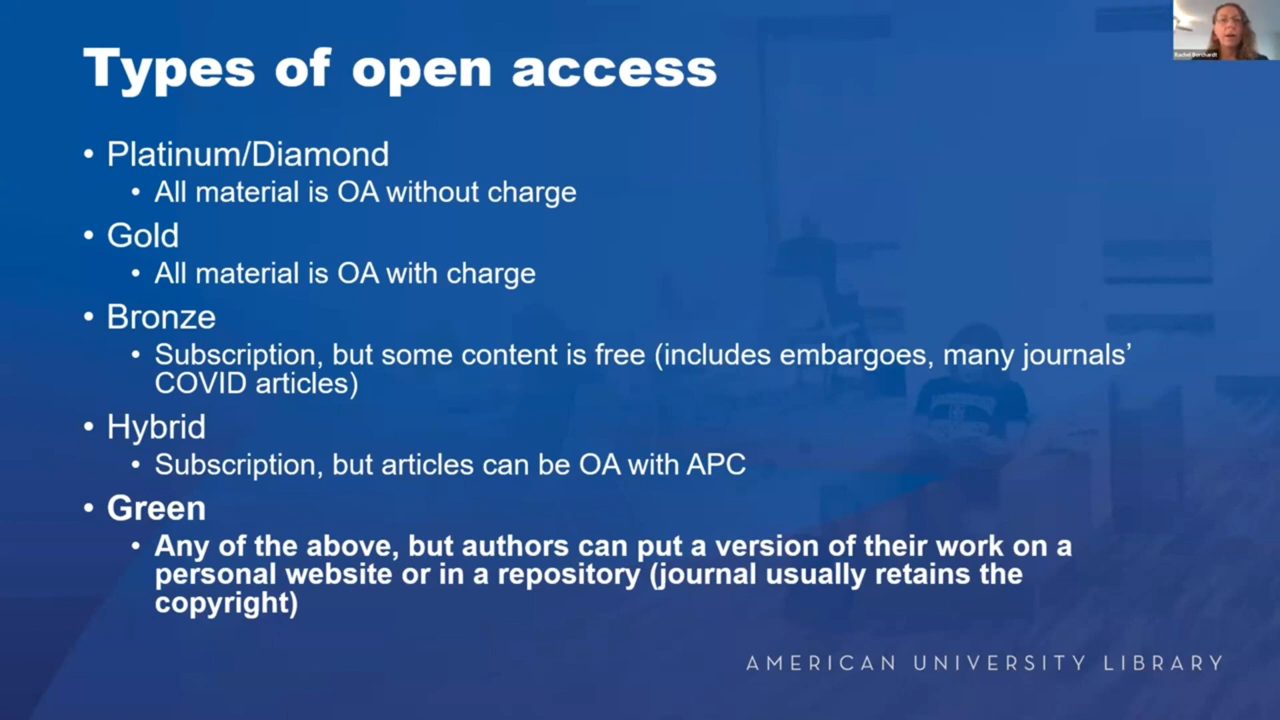 Types of open access
• Platinum/Diamond
• All material is OA without charge
• Gold
• All material is OA with charge
• Bronze
• Subscription, but some content is free (includes embargoes, many journals’
COVID articles)
• Hybrid
• Subscription, but articles can be OA with APC
• Green
• Any of the above, but authors can put a version of their work on a
personal website or in a repository (journal usually retains the
copyright)
AMERICAN UNIVERSITY LIBRARY
Rachel Borchardt